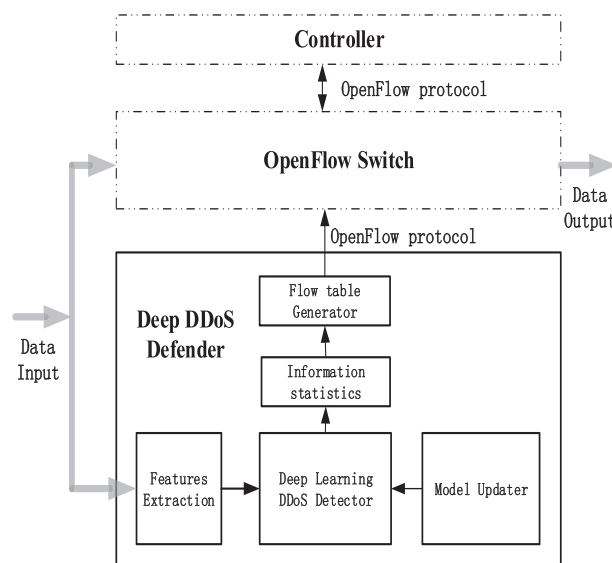 Controller
OpenFlow protocol
OpenFlow Switch
Data
Output
OpenFlow protocol
Flow table
Generator
Deep DDoS
Defender
Data
Input
Information
statistics
Features
Extraction
Deep Learning
DDoS Detector
Model Updater